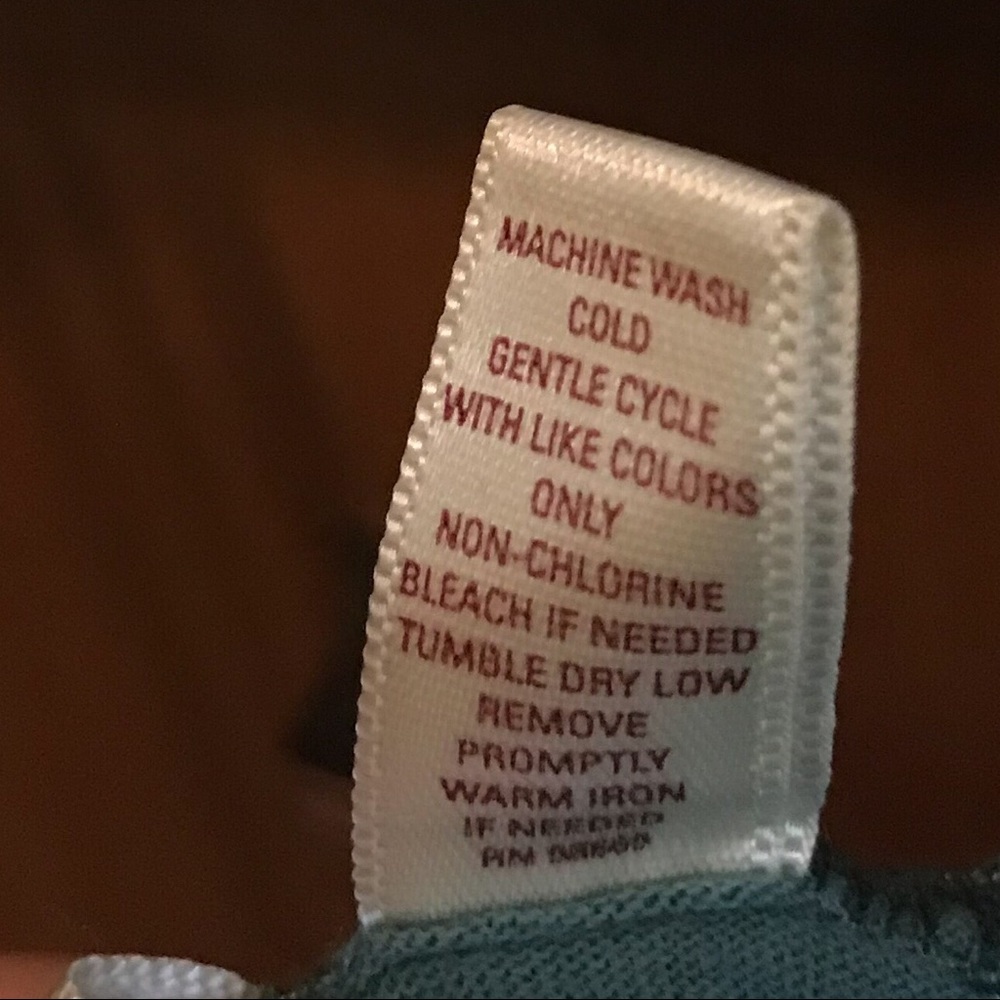 MACHINE WASH
COLD
GENTLE CYCLE
WITH LIKE COLORS
ONLY
NON-CHLORINE
BLEACH IF NEEDED
TUMBLE DRY LOW
REMOVE
PROMPTLY
WARM IRON
IF NEEDED